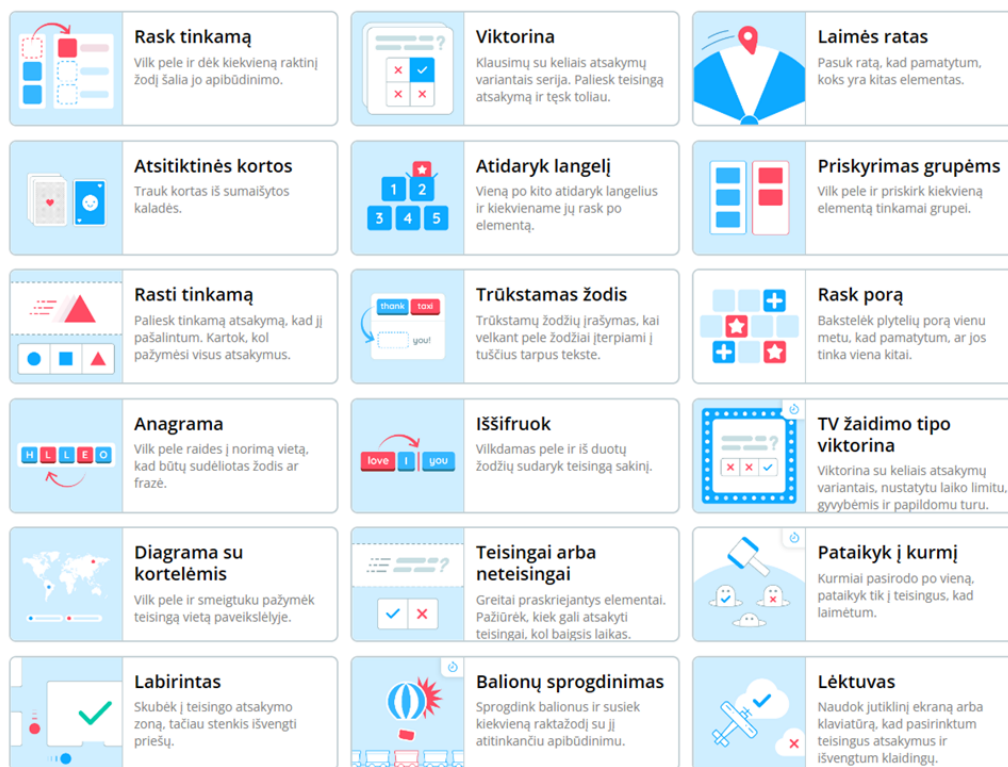 Rask tinkamą
Vilk pele ir dėk kiekvieną raktinį
žodį šalia jo apibūdinimo.
?
Viktorina
Klausimų su keliais atsakymų
variantais serija. Paliesk teisingą
atsakymą ir tęsk toliau.
Laimės ratas
Pasuk ratą, kad pamatytum,
koks yra kitas elementas.
Atsitiktinės kortos
Trauk kortas iš sumaišytos
kaladės.
1 2
3 4 5
Atidaryk langelį
Vieną po kito atidaryk langelius
ir kiekviename jų rask po
elementą.
Priskyrimas grupėms
Vilk pele ir priskirk kiekvieną
elementą tinkamai grupei.
Rasti tinkamą
Paliesk tinkamą atsakymą, kad jį
pašalintum. Kartok, kol
pažymėsi visus atsakymus.
thank taxi
you!
Trūkstamas žodis
Trūkstamų žodžių įrašymas, kai
velkant pele žodžiai įterpiami į
tuščius tarpus tekste.
Rask porą
Bakstelėk plytelių porą vienu
metu, kad pamatytum, ar jos
tinka viena kitai.
H L L E O
Anagrama
Vilk pele raides į norimą vietą,
kad būtų sudėliotas žodis ar
frazė.
love I you
Iššifruok
Vilkdamas pele ir iš duotų
žodžių sudaryk teisingą sakinį.
?
TV žaidimo tipo
viktorina
Viktorina su keliais atsakymų
variantais, nustatytu laiko limitu,
gyvybėmis ir papildomu turu.
Diagrama su
kortelėmis
Vilk pele ir smeigtuku pažymėk
teisingą vietą paveikslėlyje.
?
Teisingai arba
neteisingai
Greitai praskriejantys elementai.
Pažiūrėk, kiek gali atsakyti
teisingai, kol baigsis laikas.
Pataikyk į kurmį
Kurmiai pasirodo po vieną,
pataikyk tik į teisingus, kad
laimėtum.
Labirintas
Skubėk į teisingo atsakymo
zoną, tačiau stenkis išvengti
priešų.
Balionų sprogdinimas
Sprogdink balionus ir susiek
kiekvieną raktažodį su jį
atitinkančiu apibūdinimu.
Lėktuvas
Naudok jutiklinį ekraną arba
klaviatūrą, kad pasirinktum
teisingus atsakymus ir
išvengtum klaidingų.